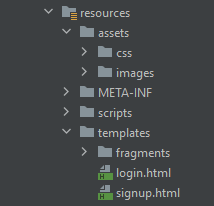 resources
assets
css
images
META-INF
scripts
templates
fragments
login.html
signup.html